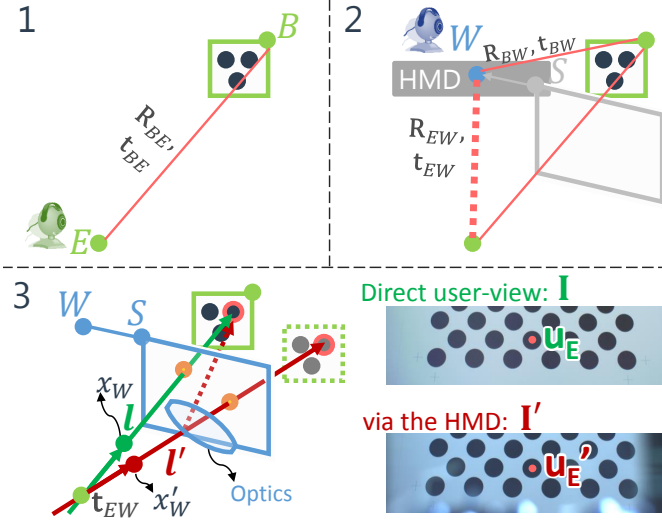 1
B
R_BE,
t_BE
E
2
W
R_BW, t_BW
HMD
S
R_EW,
t_EW
3
W
S
x_W
l
l'
t_EW
x'_W
Optics
Direct user-view: I
u_E
via the HMD: I'
u_E'